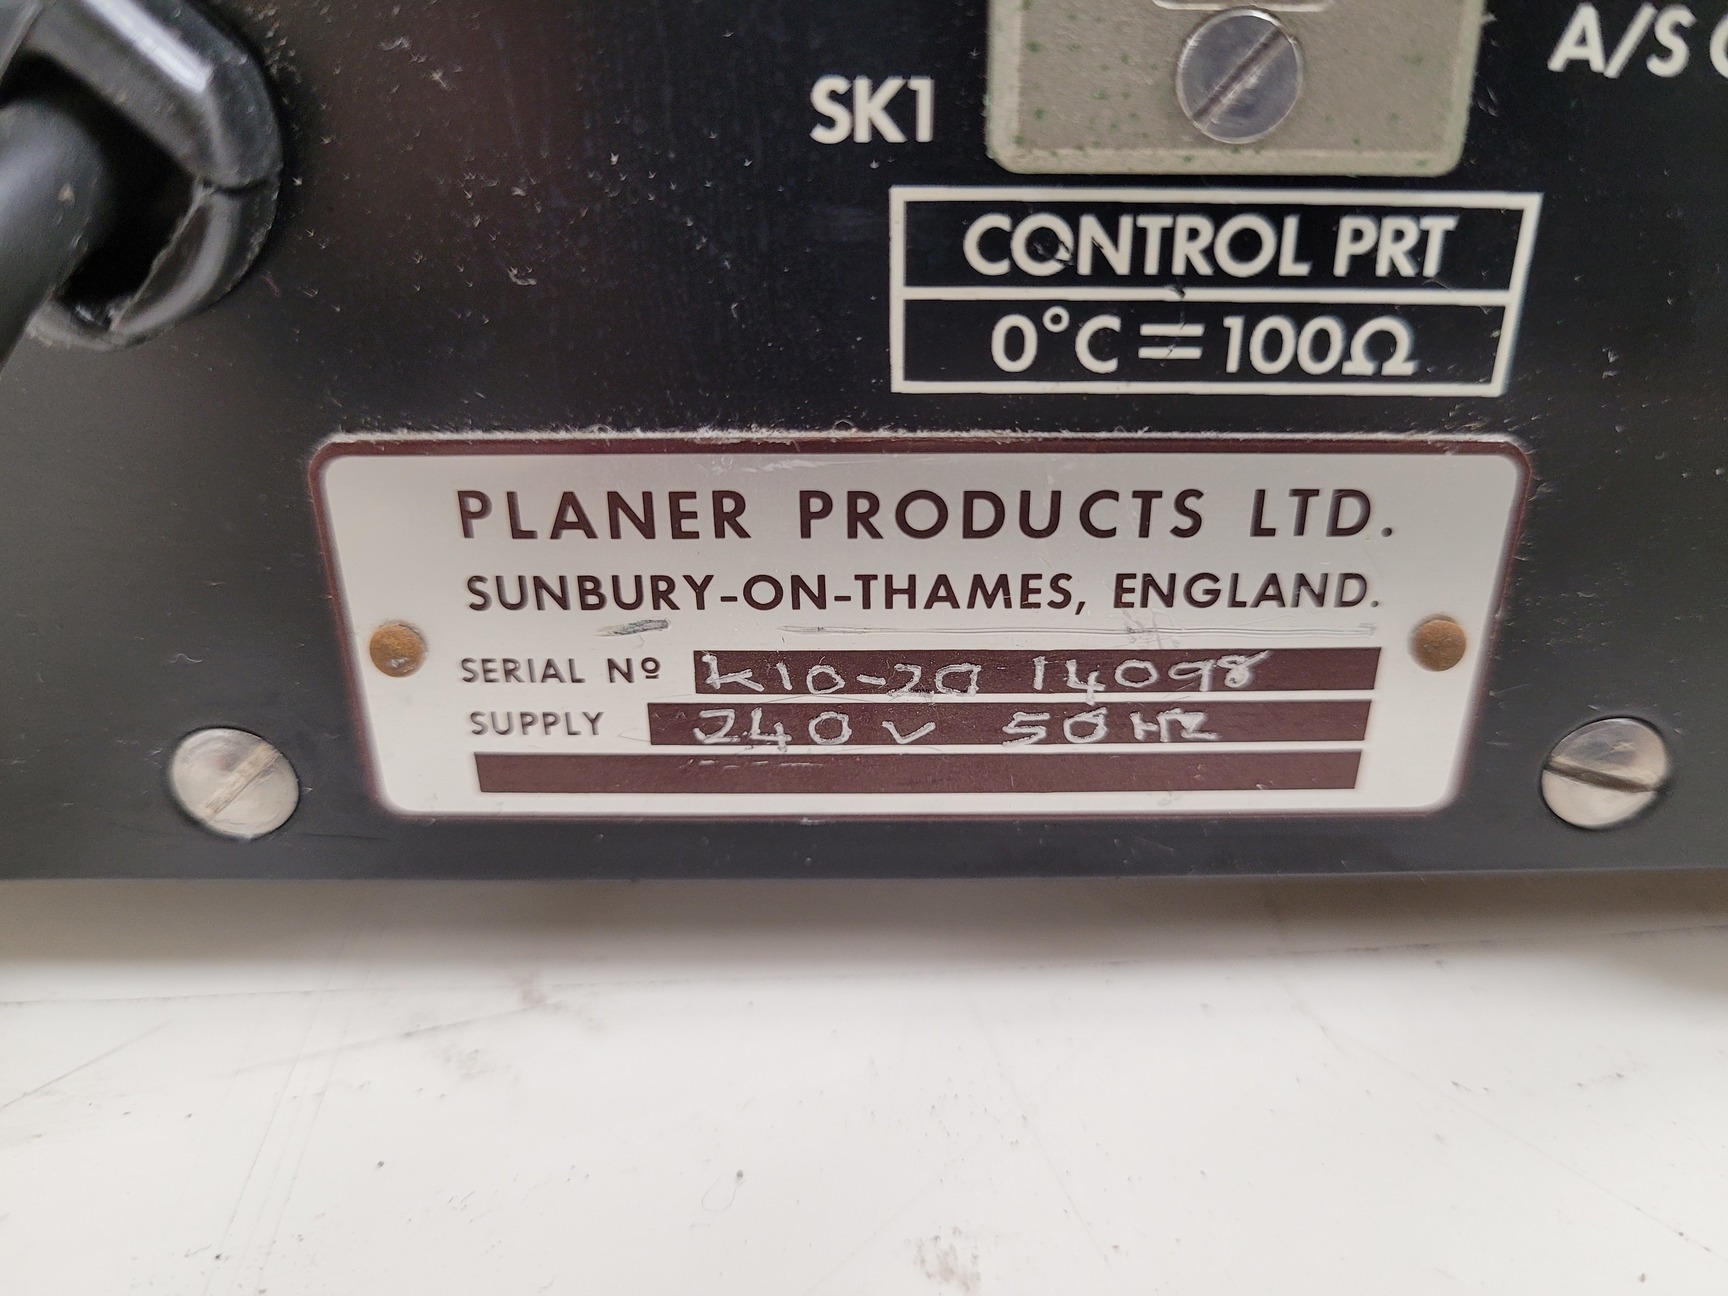 SK1
A/S
CONTROL PRT
0°C = 100Ω
PLANER PRODUCTS LTD.
SUNBURY-ON-THAMES, ENGLAND.
SERIAL Nº K10-20 14098
SUPPLY 240V 50HZ